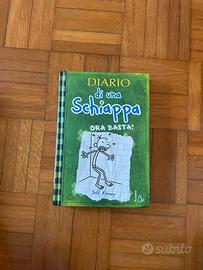 DIARIO
di una
Schiappa
ORA BASTA!
Jeff Kinney
subito